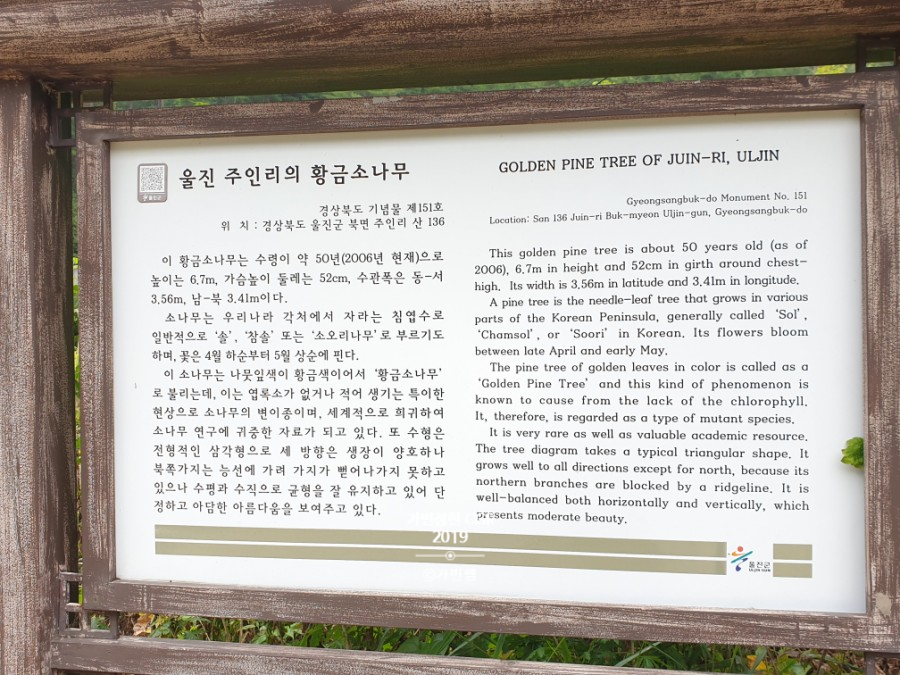 울진 주인리의 황금소나무
경상북도 기념물 제151호
위 치 : 경상북도 울진군 북면 주인리 산 136
이 황금소나무는 수령이 약 50년(2006년 현재)으로
높이는 6.7m, 가슴높이 둘레는 52cm, 수관폭은 동-서
3.56m, 남-북 3.41m이다.
소나무는 우리나라 각처에서 자라는 침엽수로
일반적으로 '솔', '참솔' 또는 '소오리나무'로 부르기도
하며, 꽃은 4월 하순부터 5월 상순에 핀다.
이 소나무는 나뭇잎색이 황금색이어서 '황금소나무'
로 불리는데, 이는 엽록소가 없거나 적어 생기는 특이한
현상으로 소나무의 변이종이며, 세계적으로 희귀하여
소나무 연구에 귀중한 자료가 되고 있다. 또 수형은
전형적인 삼각형으로 세 방향은 생장이 양호하나
북쪽가지는 능선에 가려 가지가 뻗어나가지 못하고
있으나 수평과 수직으로 균형을 잘 유지하고 있어 단
정하고 아담한 아름다움을 보여주고 있다.
GOLDEN PINE TREE OF JUIN-RI, ULJIN
Gyeongsangbuk-do Monument No. 151
Location: San 136 Juin-ri Buk-myeon Uljin-gun, Gyeongsangbuk-do
This golden pine tree is about 50 years old (as of
2006), 6.7m in height and 52cm in girth around chest-
high. Its width is 3.56m in latitude and 3.41m in longitude.
A pine tree is the needle-leaf tree that grows in various
parts of the Korean Peninsula, generally called 'Sol',
'Chamsol', or 'Soori' in Korean. Its flowers bloom
between late April and early May.
The pine tree of golden leaves in color is called as a
'Golden Pine Tree' and this kind of phenomenon is
known to cause from the lack of the chlorophyll.
It, therefore, is regarded as a type of mutant species.
It is very rare as well as valuable academic resource.
The tree diagram takes a typical triangular shape. It
grows well to all directions except for north, because its
northern branches are blocked by a ridgeline. It is
well-balanced both horizontally and vertically, which
presents moderate beauty.
2019
울진군